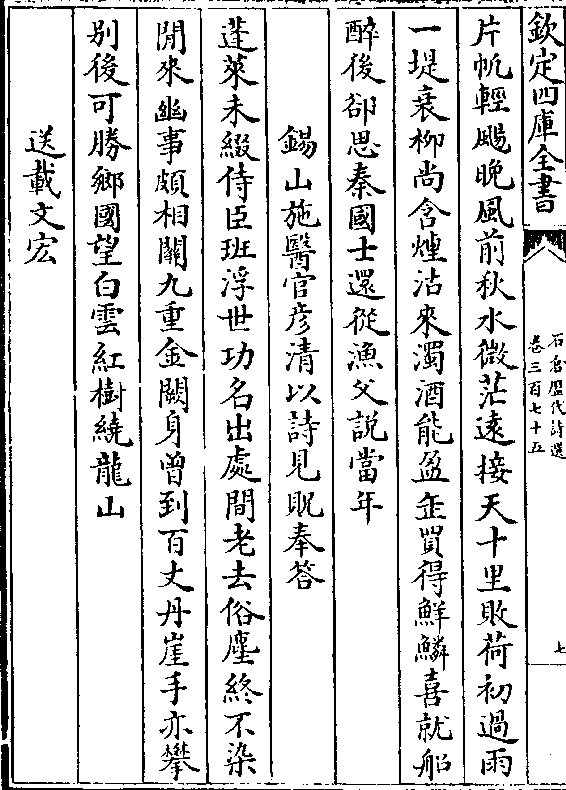 欽定四庫全書
石倉歷代詩選
卷三百七十五
七
片帆輕颺晚風前秋水微茫遠接天十里敗荷初過雨
一堤衰柳尚含煙沽來濁酒能盈缶買得鮮鱗喜就船
醉後卻思秦國士還從漁父說當年
錫山施醫官彦清以詩見貺奉答
蓬萊未綴侍臣班浮世功名出處間老去俗塵終不染
閒來幽事頗相關九重金闕身曾到百丈丹崖手亦攀
别後可勝鄉國望白雲紅樹繞龍山
送載文宏